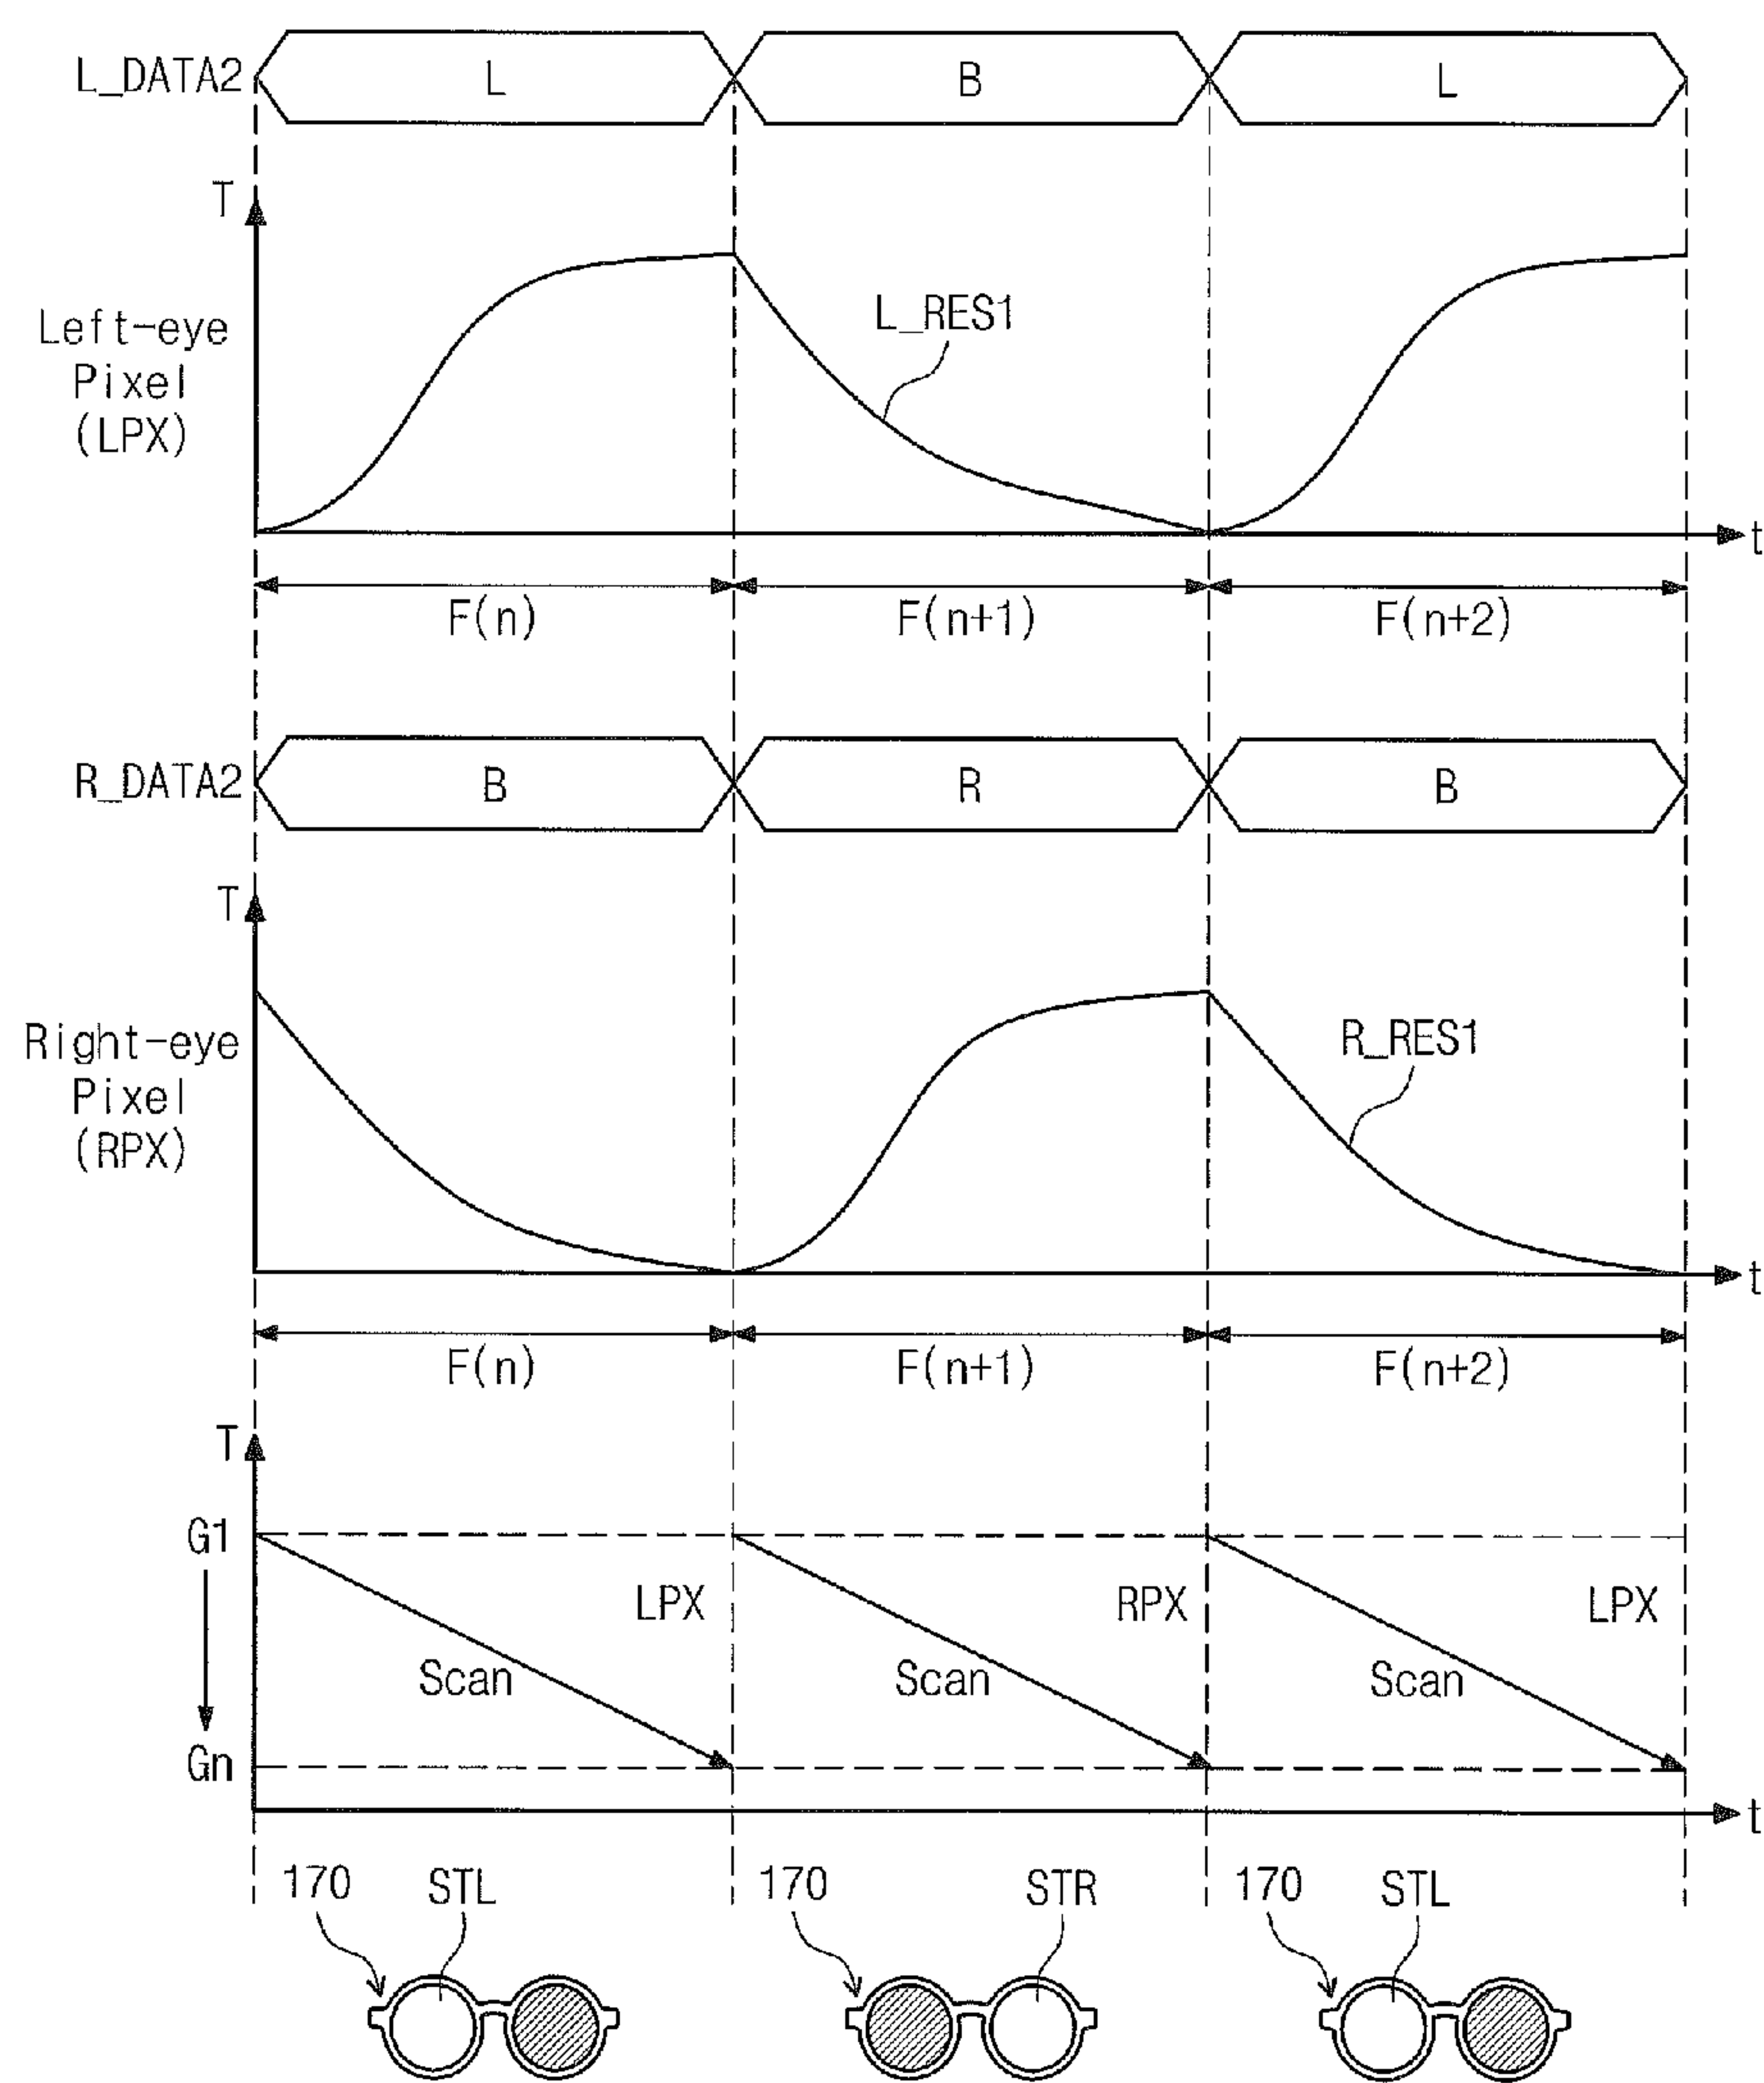 L_DATA2 L B L
T
Left-eye
Pixel
(LPX)
L_RES1
t
F(n) F(n+1) F(n+2)
R_DATA2 B R B
T
Right-eye
Pixel
(RPX)
R_RES1
t
F(n) F(n+1) F(n+2)
T
G1
LPX RPX LPX
Scan Scan Scan
Gn
t
170 STL 170 STR 170 STL